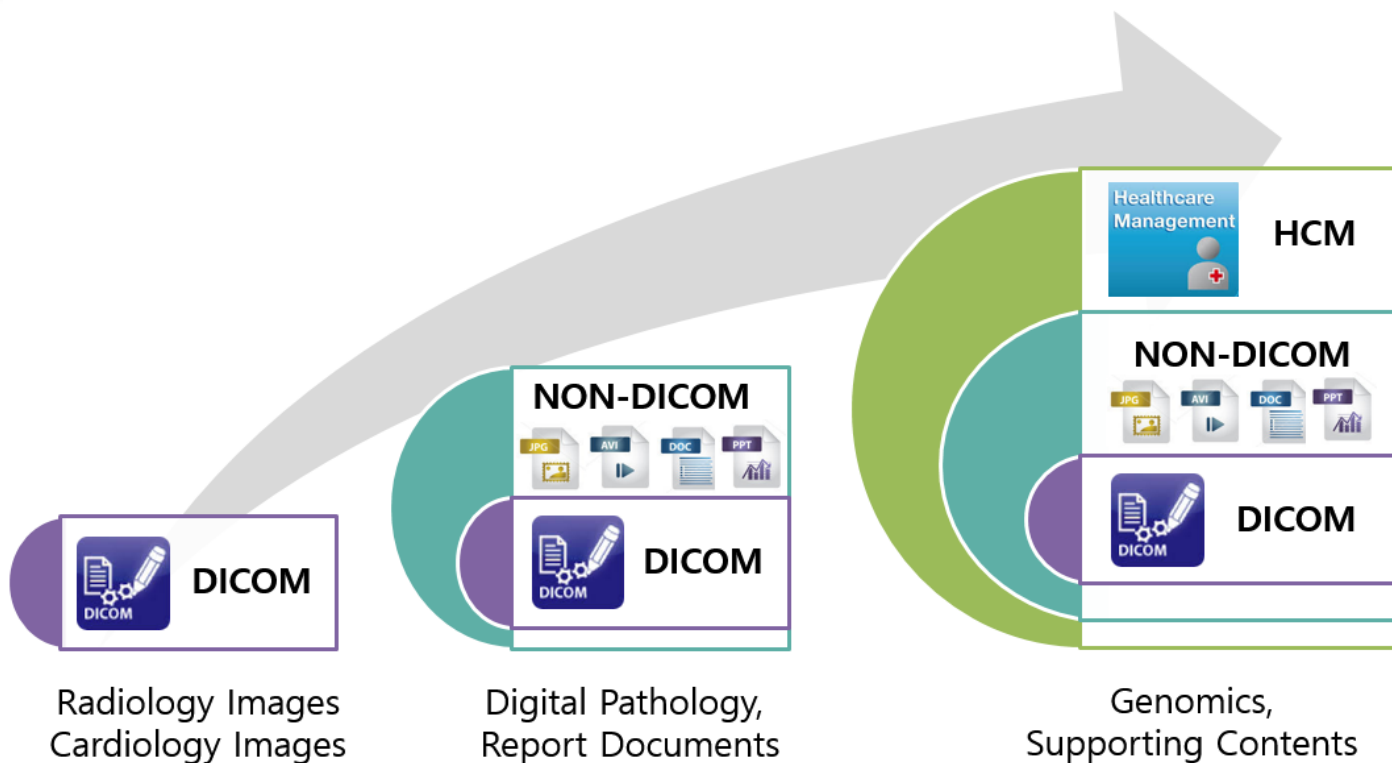 DICOM
DICOM
Radiology Images
Cardiology Images
NON-DICOM
JPG
AVI
DOC
PPT
DICOM
DICOM
Digital Pathology,
Report Documents
Healthcare
Management
HCM
NON-DICOM
JPG
AVI
DOC
PPT
DICOM
DICOM
Genomics,
Supporting Contents